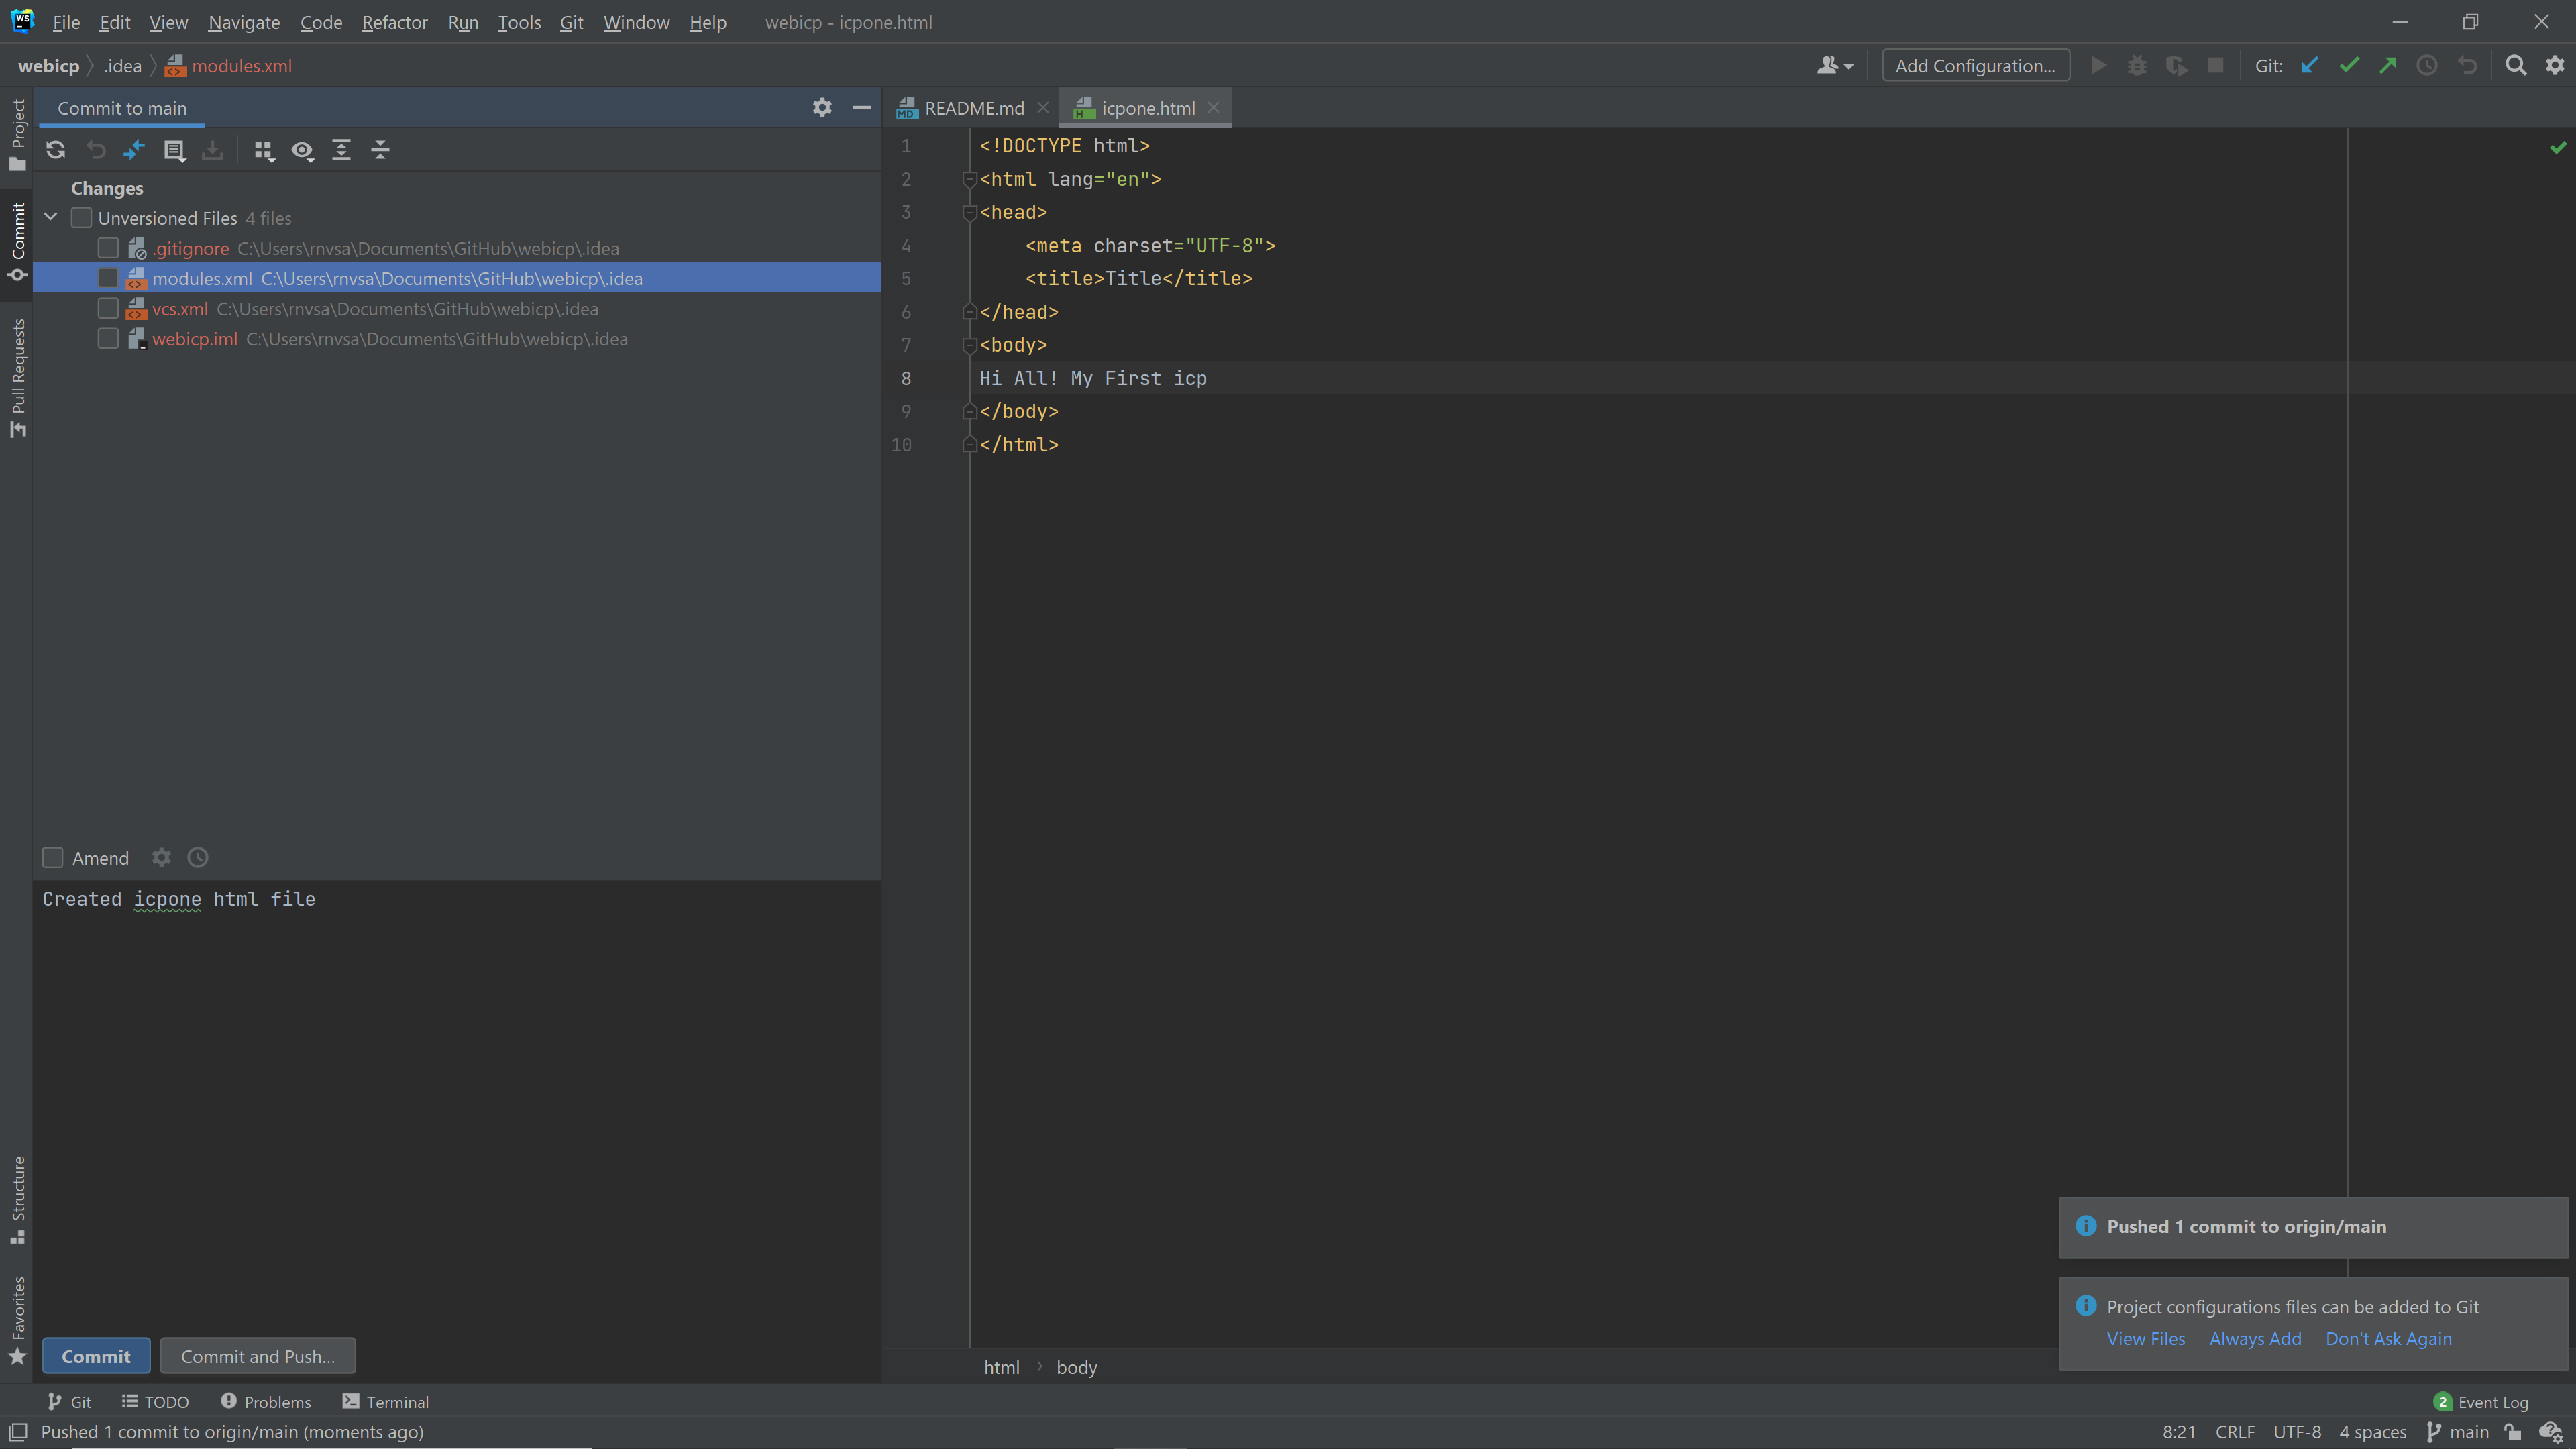 WS File Edit View Navigate Code Refactor Run Tools Git Window Help webicp - icpone.html
webicp .idea modules.xml Add Configuration... Git:
Commit to main
MD README.md H icpone.html
Project
Commit
Pull Requests
Structure
Favorites
Changes
Unversioned Files 4 files
.gitignore C:\Users\rnvsa\Documents\GitHub\webicp\.idea
modules.xml C:\Users\rnvsa\Documents\GitHub\webicp\.idea
vcs.xml C:\Users\rnvsa\Documents\GitHub\webicp\.idea
webicp.iml C:\Users\rnvsa\Documents\GitHub\webicp\.idea
Amend
Created icpone html file
Commit Commit and Push...
1 <!DOCTYPE html>
2 <html lang="en">
3 <head>
4 <meta charset="UTF-8">
5 <title>Title</title>
6 </head>
7 <body>
8 Hi All! My First icp
9 </body>
10 </html>
Pushed 1 commit to origin/main
Project configurations files can be added to Git
View Files Always Add Don't Ask Again
html body
Git TODO Problems Terminal 2 Event Log
Pushed 1 commit to origin/main (moments ago) 8:21 CRLF UTF-8 4 spaces main